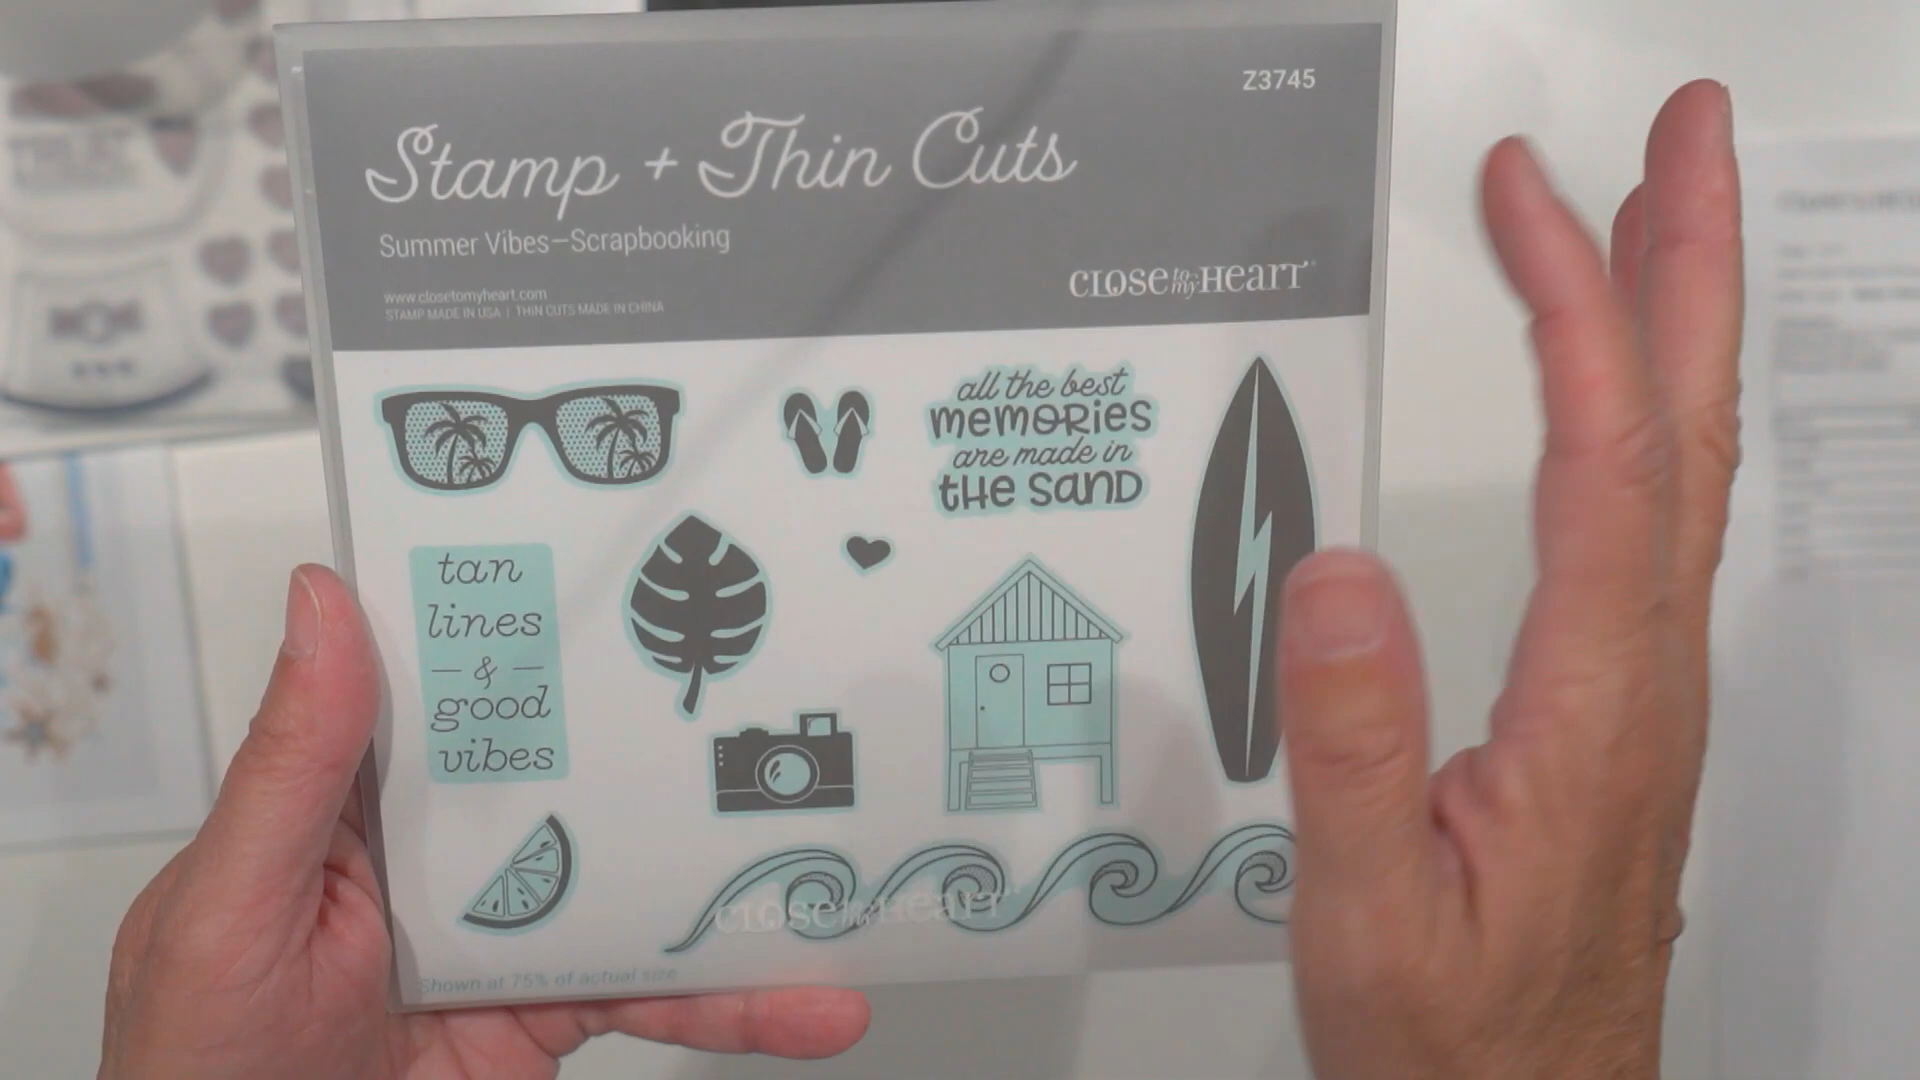 Z3745
Stamp + Thin Cuts
Summer Vibes—Scrapbooking
CLOSE to my HEART
www.closetomyheart.com
STAMP MADE IN USA | THIN CUTS MADE IN CHINA
all the best
memories
are made in
the sand
tan
lines
— & —
good
vibes
CLOSE to my HEART
Shown at 75% of actual size